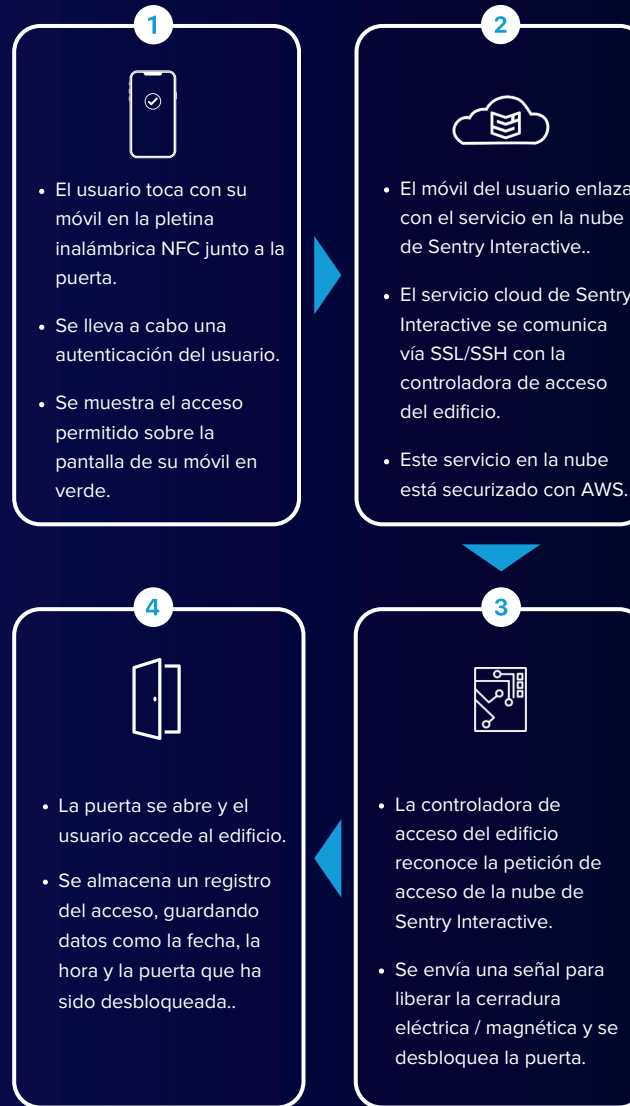 1
• El usuario toca con su
móvil en la pletina
inalámbrica NFC junto a la
puerta.
• Se lleva a cabo una
autenticación del usuario.
• Se muestra el acceso
permitido sobre la
pantalla de su móvil en
verde.
2
• El móvil del usuario enlaza
con el servicio en la nube
de Sentry Interactive..
• El servicio cloud de Sentry
Interactive se comunica
vía SSL/SSH con la
controladora de acceso
del edificio.
• Este servicio en la nube
está securizado con AWS.
3
• La controladora de
acceso del edificio
reconoce la petición de
acceso de la nube de
Sentry Interactive.
• Se envía una señal para
liberar la cerradura
eléctrica / magnética y se
desbloquea la puerta.
4
• La puerta se abre y el
usuario accede al edificio.
• Se almacena un registro
del acceso, guardando
datos como la fecha, la
hora y la puerta que ha
sido desbloqueada..